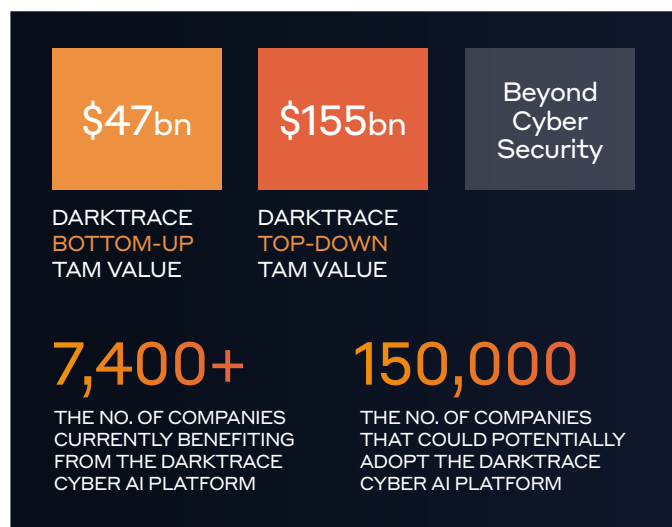 $47bn
$155bn
Beyond
Cyber
Security
DARKTRACE
BOTTOM-UP
TAM VALUE
DARKTRACE
TOP-DOWN
TAM VALUE
7,400+
THE NO. OF COMPANIES
CURRENTLY BENEFITING
FROM THE DARKTRACE
CYBER AI PLATFORM
150,000
THE NO. OF COMPANIES
THAT COULD POTENTIALLY
ADOPT THE DARKTRACE
CYBER AI PLATFORM